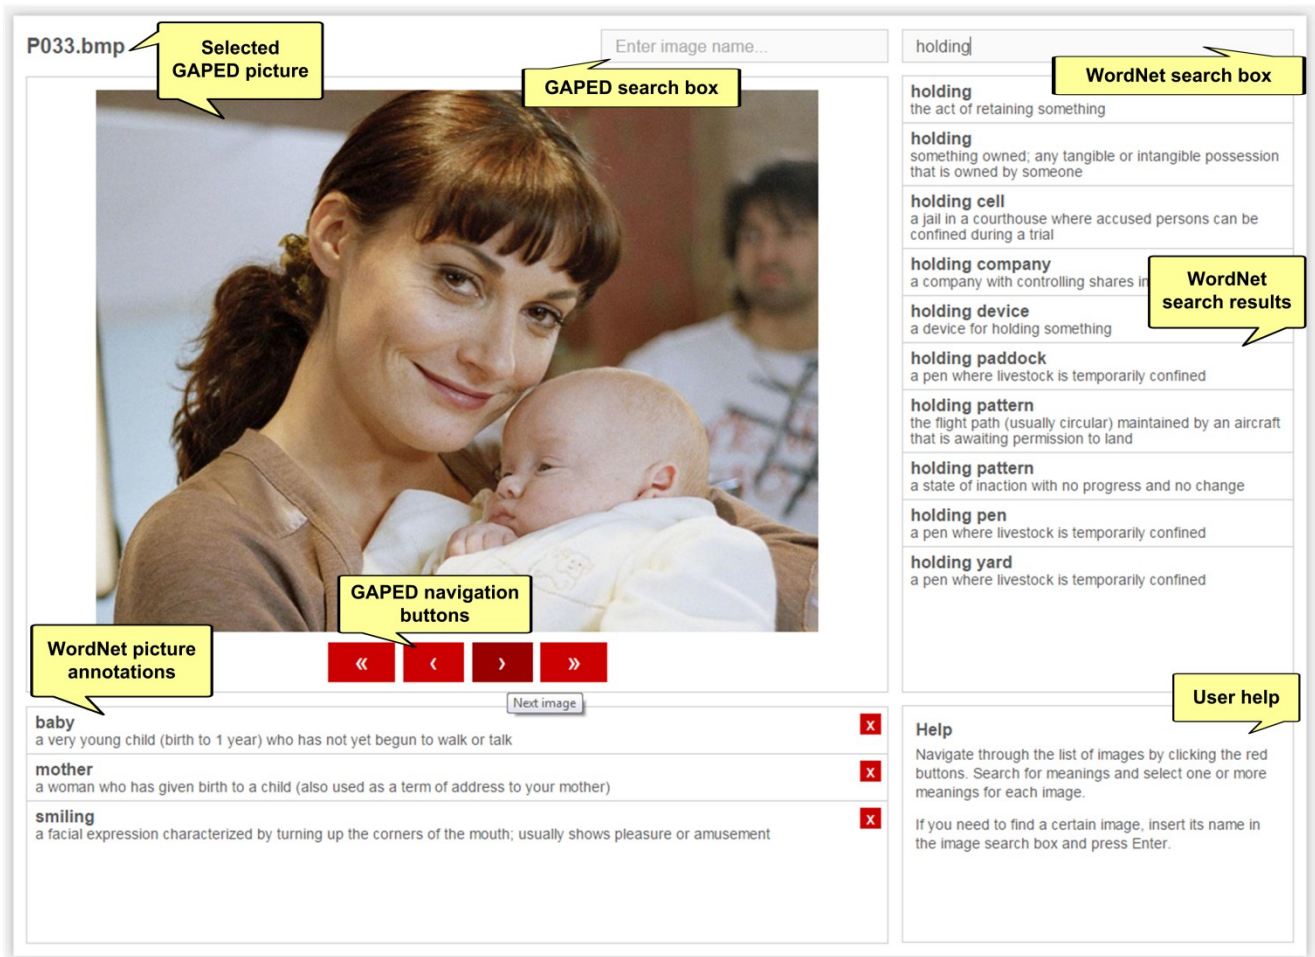 P033.bmp
Selected
GAPED picture
Enter image name...
GAPED search box
holding
WordNet search box
holding
the act of retaining something
holding
something owned; any tangible or intangible possession
that is owned by someone
holding cell
a jail in a courthouse where accused persons can be
confined during a trial
holding company
a company with controlling shares in
WordNet
search results
holding device
a device for holding something
holding paddock
a pen where livestock is temporarily confined
holding pattern
the flight path (usually circular) maintained by an aircraft
that is awaiting permission to land
holding pattern
a state of inaction with no progress and no change
holding pen
a pen where livestock is temporarily confined
holding yard
a pen where livestock is temporarily confined
GAPED navigation
buttons
« ‹ › »
Next image
WordNet picture
annotations
baby x
a very young child (birth to 1 year) who has not yet begun to walk or talk
mother x
a woman who has given birth to a child (also used as a term of address to your mother)
smiling x
a facial expression characterized by turning up the corners of the mouth; usually shows pleasure or amusement
User help
Help
Navigate through the list of images by clicking the red
buttons. Search for meanings and select one or more
meanings for each image.
If you need to find a certain image, insert its name in
the image search box and press Enter.